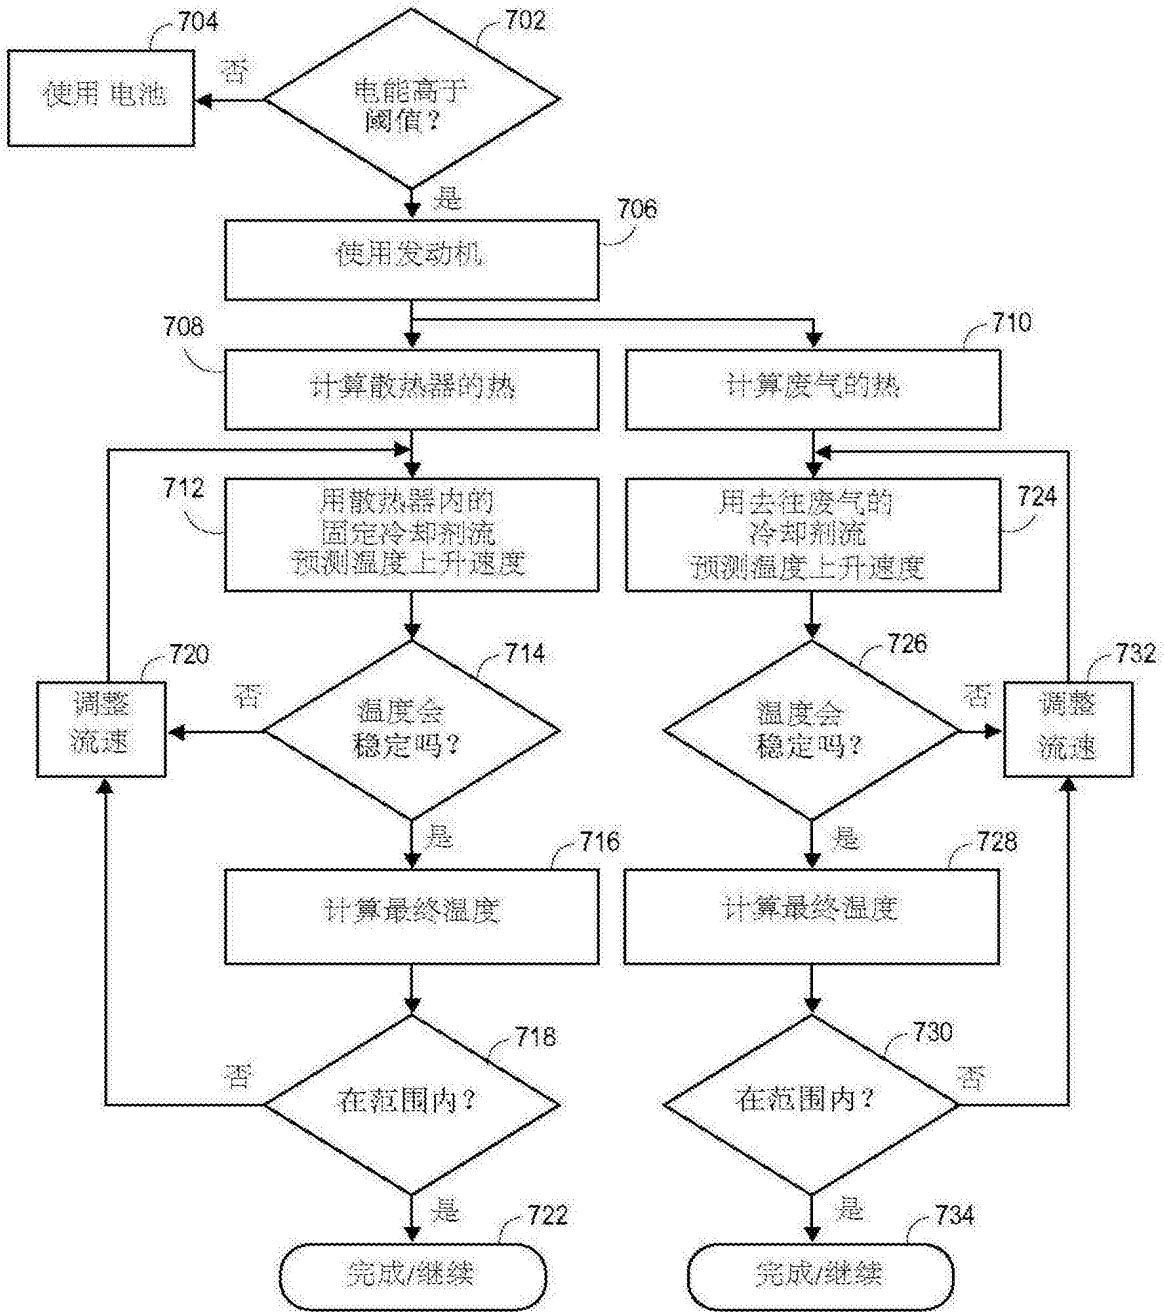 704
702
使用 电池
否
电能高于
阈值？
是
706
使用发动机
708
710
计算散热器的热
计算废气的热
712
用散热器内的
固定冷却剂流
预测温度上升速度
724
用去往废气的
冷却剂流
预测温度上升速度
720
调整
流速
否
714
温度会
稳定吗？
726
温度会
稳定吗？
否
732
调整
流速
是
716
计算最终温度
是
728
计算最终温度
否
718
在范围内？
730
在范围内？
否
是
722
完成/继续
是
734
完成/继续